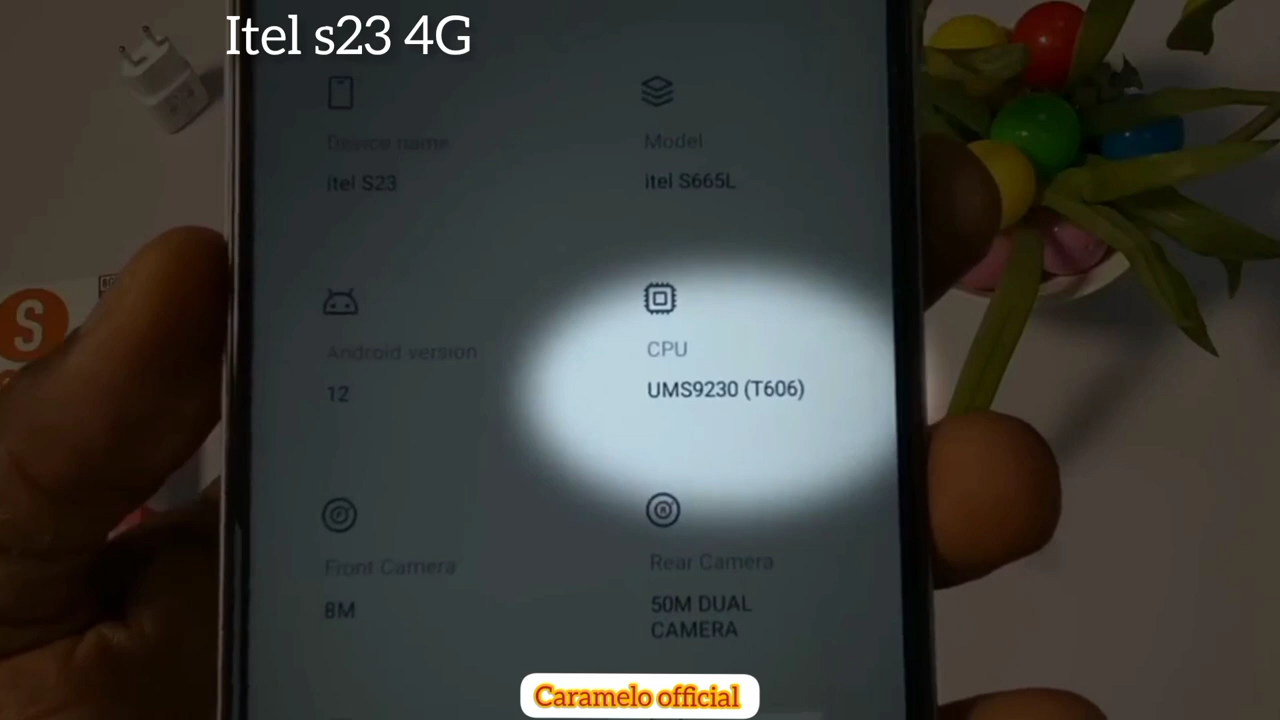 Itel s23 4G
Device name
itel S23
Model
itel S665L
Android version
12
CPU
UMS9230 (T606)
Front Camera
8M
Rear Camera
50M DUAL
CAMERA
S
Caramelo official